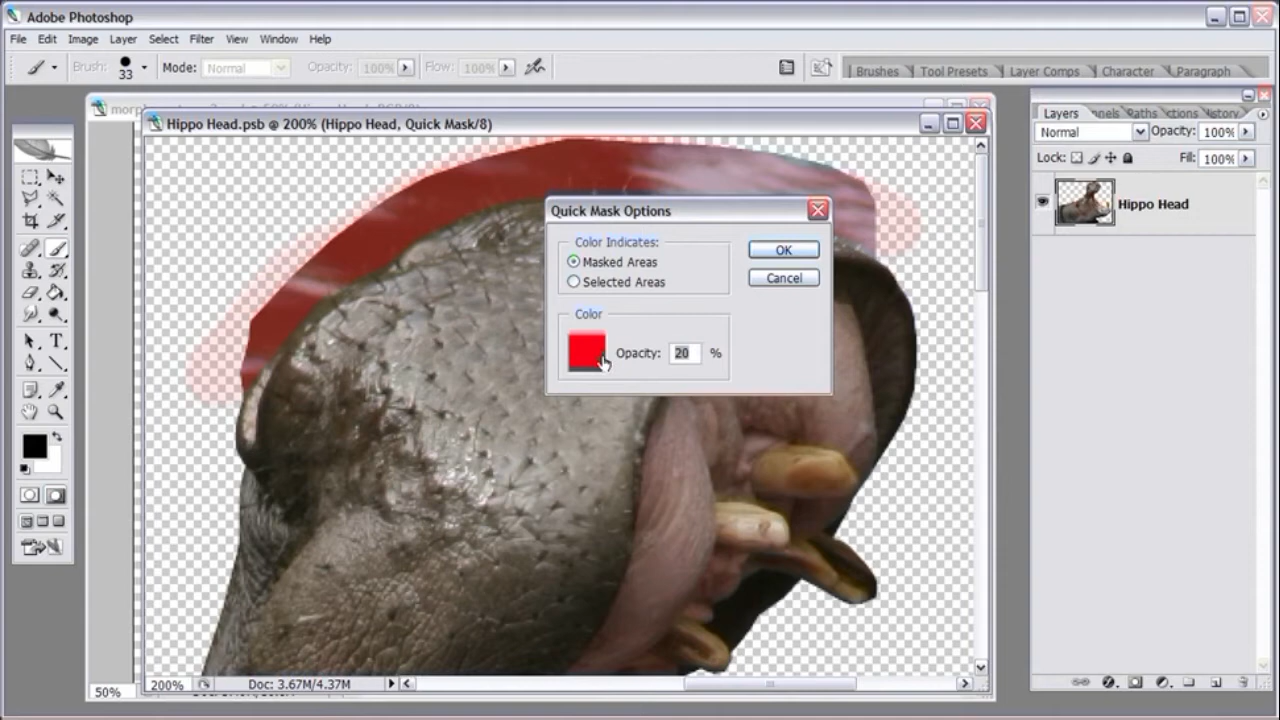 Adobe Photoshop
File Edit Image Layer Select Filter View Window Help
Brush: 33 Mode: Normal Opacity: 100% Flow: 100% Brushes Tool Presets Layer Comps Character Paragraph
Hippo Head.psb @ 200% (Hippo Head, Quick Mask/8)
Layers Paths
Normal Opacity: 100%
Lock: Fill: 100%
Hippo Head
Quick Mask Options
Color Indicates:
Masked Areas
Selected Areas
OK
Cancel
Color
Opacity: 20 %
T
200% Doc: 3.67M/4.37M
50%